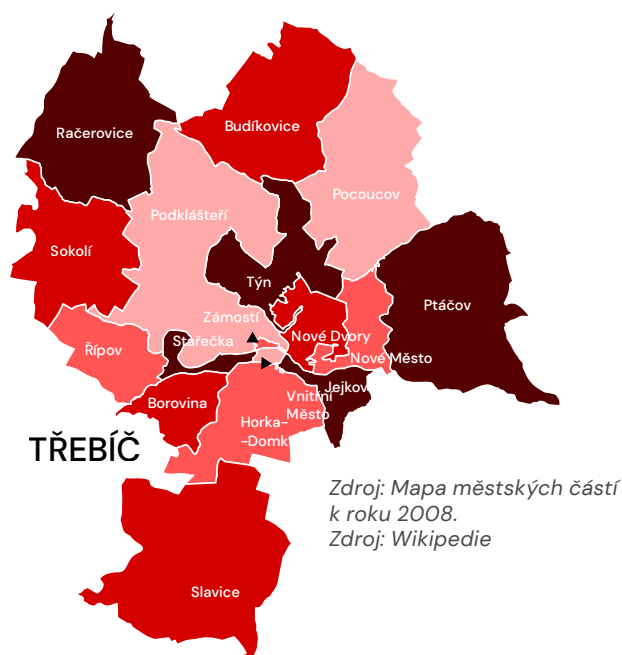 Budíkovice
Račerovice
Pocoucov
Podklášteří
Sokolí
Týn
Ptáčov
Zámostí
Nové Dvory
Stařečka
Řípov
Nové Město
Jejkov
Vnitřní
Město
Borovina
Horka-
-Domky
TŘEBÍČ
Zdroj: Mapa městských částí
k roku 2008.
Zdroj: Wikipedie
Slavice